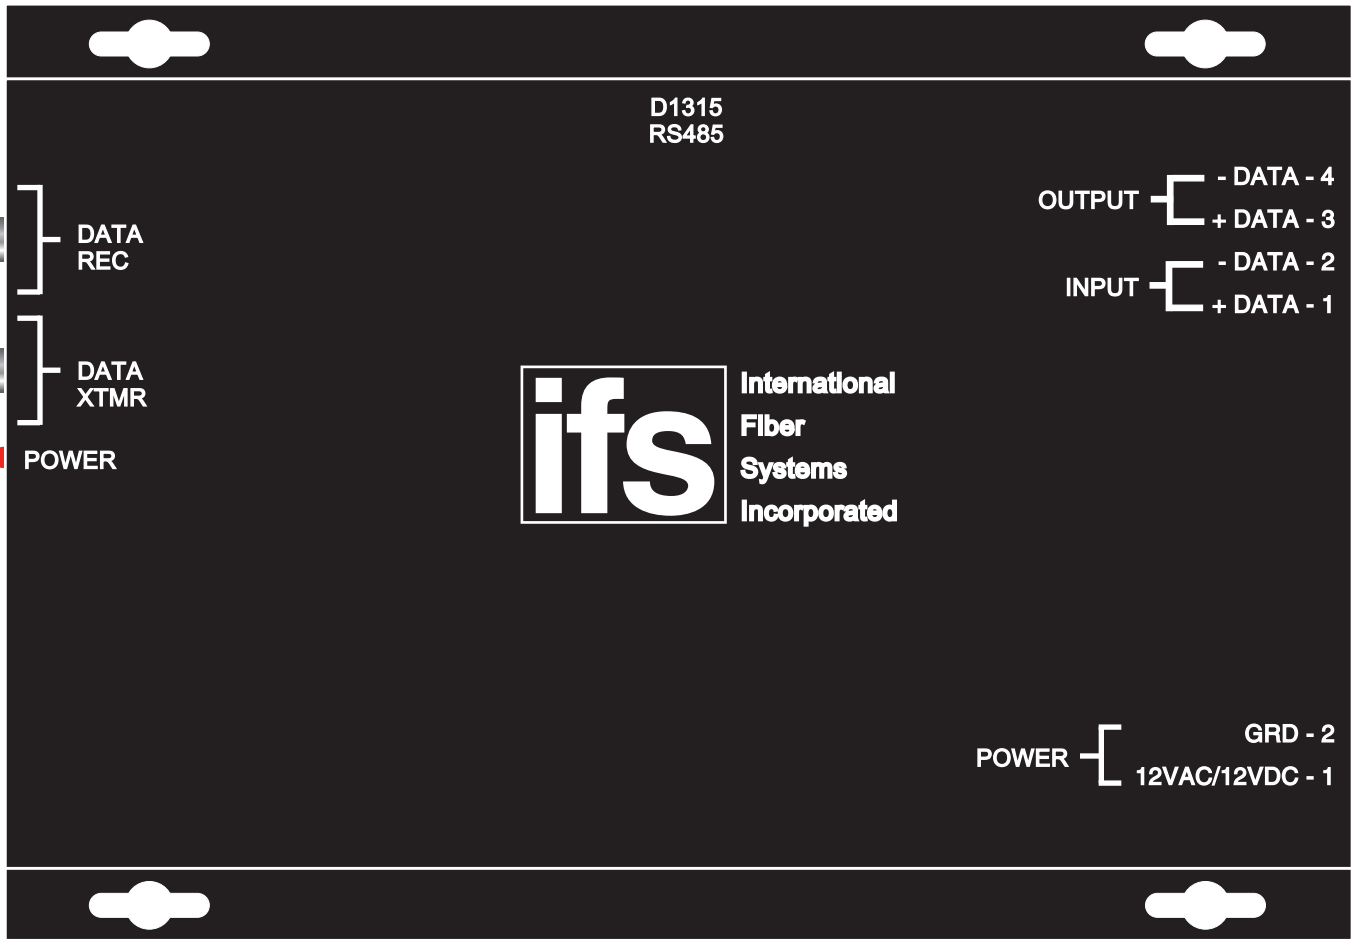 D1315
RS485
DATA
REC
DATA
XTMR
POWER
OUTPUT
- DATA - 4
+ DATA - 3
INPUT
- DATA - 2
+ DATA - 1
ifs
International
Fiber
Systems
Incorporated
POWER
GRD - 2
12VAC/12VDC - 1